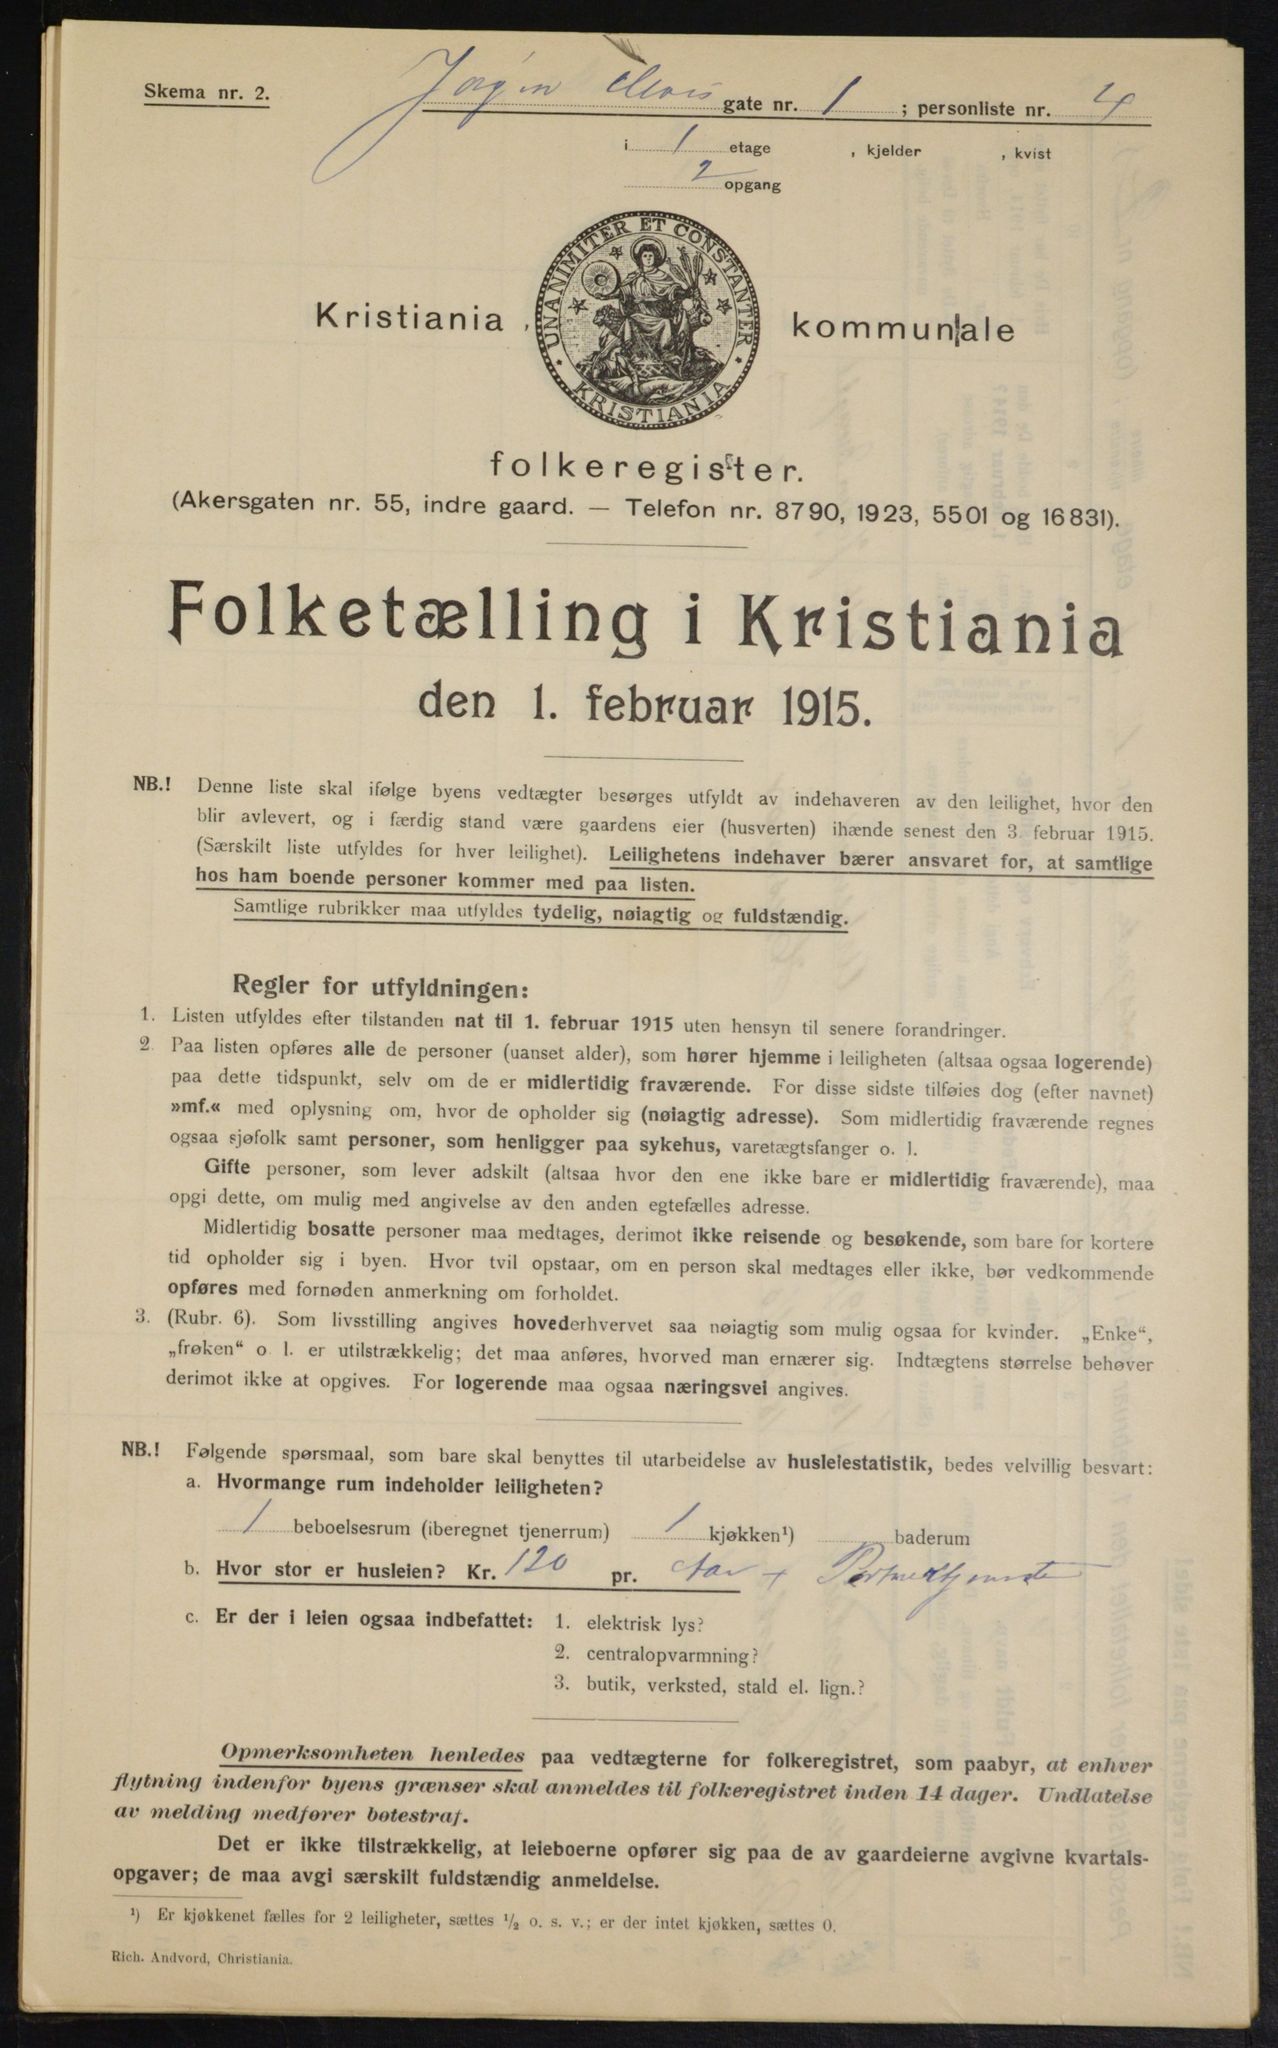 Skema nr. 2. Jørgen Moes gate nr. 1 ; personliste nr. 4
i 1 etage , kjelder , kvist
2 opgang
UNANIMITER ET CONSTANTER KRISTIANIA
Kristiania kommunale
folkeregister.
(Akersgaten nr. 55, indre gaard. — Telefon nr. 8790, 1923, 5501 og 16831).
Folketælling i Kristiania
den 1. februar 1915.
NB.! Denne liste skal ifølge byens vedtægter besørges utfyldt av indehaveren av den leilighet, hvor den
blir avlevert, og i færdig stand være gaardens eier (husverten) ihænde senest den 3. februar 1915.
(Særskilt liste utfyldes for hver leilighet). Leilighetens indehaver bærer ansvaret for, at samtlige
hos ham boende personer kommer med paa listen.
Samtlige rubrikker maa utfyldes tydelig, nøiagtig og fuldstændig.
Regler for utfyldningen:
1. Listen utfyldes efter tilstanden nat til 1. februar 1915 uten hensyn til senere forandringer.
2. Paa listen opføres alle de personer (uanset alder), som hører hjemme i leiligheten (altsaa ogsaa logerende)
paa dette tidspunkt, selv om de er midlertidig fraværende. For disse sidste tilføies dog (efter navnet)
»mf.« med oplysning om, hvor de opholder sig (nøiagtig adresse). Som midlertidig fraværende regnes
ogsaa sjøfolk samt personer, som henligger paa sykehus, varetægtsfanger o. l.
Gifte personer, som lever adskilt (altsaa hvor den ene ikke bare er midlertidig fraværende), maa
opgi dette, om mulig med angivelse av den anden egtefælles adresse.
Midlertidig bosatte personer maa medtages, derimot ikke reisende og besøkende, som bare for kortere
tid opholder sig i byen. Hvor tvil opstaar, om en person skal medtages eller ikke, bør vedkommende
opføres med fornøden anmerkning om forholdet.
3. (Rubr. 6). Som livsstilling angives hovederhvervet saa nøiagtig som mulig ogsaa for kvinder. „Enke“,
„frøken“ o l. er utilstrækkelig; det maa anføres, hvorved man ernærer sig. Indtægtens størrelse behøver
derimot ikke at opgives. For logerende maa ogsaa næringsvei angives.
NB.! Følgende spørsmaal, som bare skal benyttes til utarbeidelse av husleiestatistik, bedes velvillig besvart:
a. Hvormange rum indeholder leiligheten?
1 beboelsesrum (iberegnet tjenerrum) 1 kjøkken¹) baderum
b. Hvor stor er husleien? Kr. 120 pr. Aar +
c. Er der i leien ogsaa indbefattet: 1. elektrisk lys?
2. centralopvarmning?
3. butik, verksted, stald el. lign.?
Opmerksomheten henledes paa vedtægterne for folkeregistret, som paabyr, at enhver
flytning indenfor byens grænser skal anmeldes til folkeregistret inden 14 dager. Undlatelse
av melding medfører bøtestraf.
Det er ikke tilstrækkelig, at leieboerne opfører sig paa de av gaardeierne avgivne kvartals-
opgaver; de maa avgi særskilt fuldstændig anmeldelse.
¹) Er kjøkkenet fælles for 2 leiligheter, sættes ½ o. s. v.; er der intet kjøkken, sættes 0.
Rich. Andvord, Christiania.